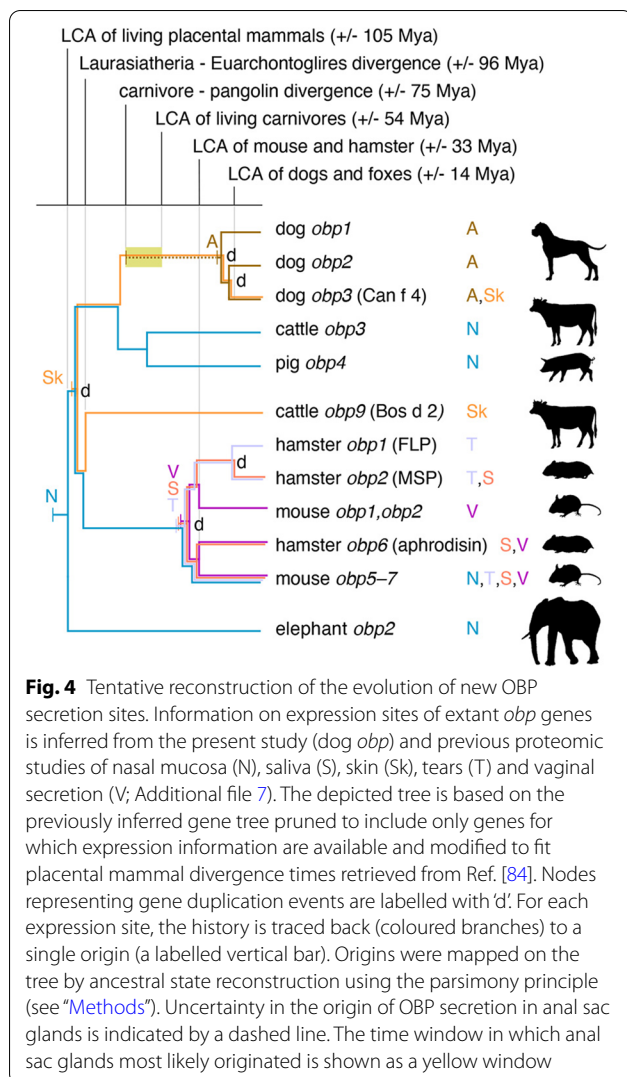 LCA of living placental mammals (+/- 105 Mya)
Laurasiatheria - Euarchontoglires divergence (+/- 96 Mya)
carnivore - pangolin divergence (+/- 75 Mya)
LCA of living carnivores (+/- 54 Mya)
LCA of mouse and hamster (+/- 33 Mya)
LCA of dogs and foxes (+/- 14 Mya)
dog obp1 A
A d
dog obp2 A
d
dog obp3 (Can f 4) A,Sk
cattle obp3 N
pig obp4 N
Sk d
cattle obp9 (Bos d 2) Sk
hamster obp1 (FLP) T
d
V hamster obp2 (MSP) T,S
S
T
mouse obp1,obp2 V
N d
hamster obp6 (aphrodisin) S,V
mouse obp5–7 N,T,S,V
elephant obp2 N
Fig. 4 Tentative reconstruction of the evolution of new OBP
secretion sites. Information on expression sites of extant obp genes
is inferred from the present study (dog obp) and previous proteomic
studies of nasal mucosa (N), saliva (S), skin (Sk), tears (T) and vaginal
secretion (V; Additional file 7). The depicted tree is based on the
previously inferred gene tree pruned to include only genes for
which expression information are available and modified to fit
placental mammal divergence times retrieved from Ref. [84]. Nodes
representing gene duplication events are labelled with ‘d’. For each
expression site, the history is traced back (coloured branches) to a
single origin (a labelled vertical bar). Origins were mapped on the
tree by ancestral state reconstruction using the parsimony principle
(see “Methods”). Uncertainty in the origin of OBP secretion in anal sac
glands is indicated by a dashed line. The time window in which anal
sac glands most likely originated is shown as a yellow window